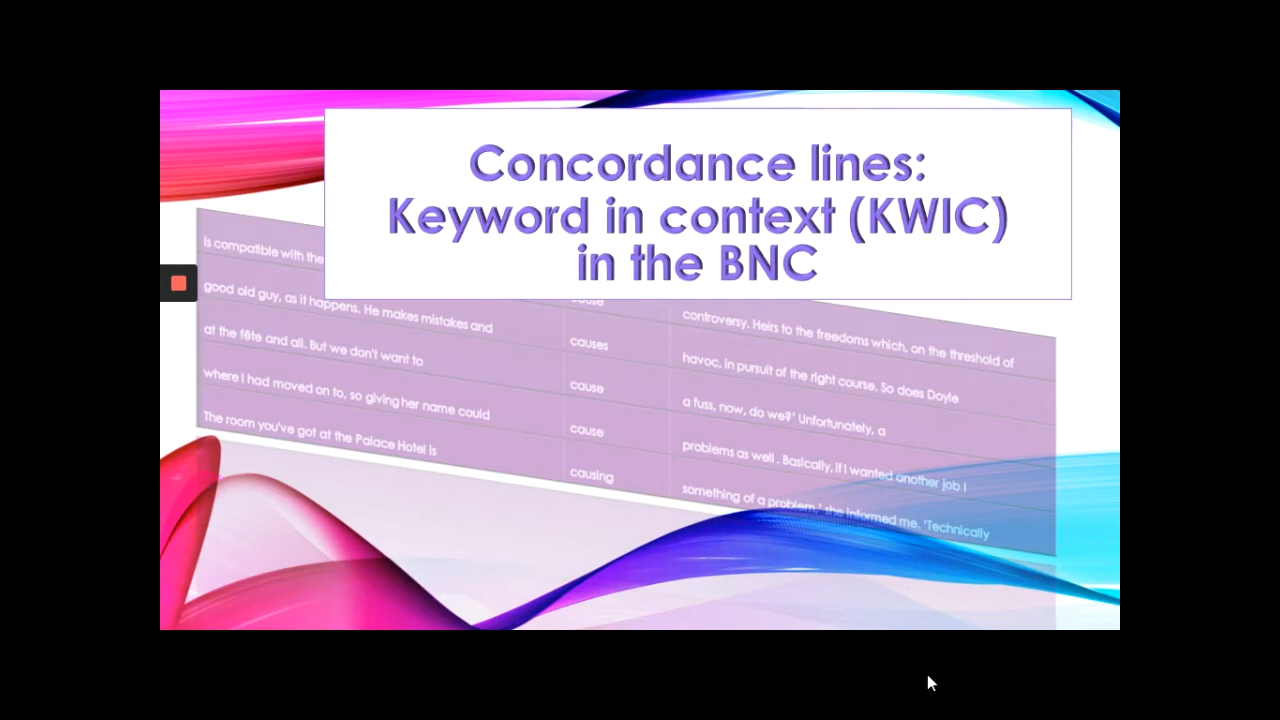 Concordance lines:
Keyword in context (KWIC)
in the BNC
is compatible with the
cause
controversy. Heirs to the freedoms which, on the threshold of
good old guy, as it happens. He makes mistakes and
causes
havoc, in pursuit of the right course. So does Doyle
at the fête and all. But we don't want to
cause
a fuss, now, do we?' Unfortunately, a
where I had moved on to, so giving her name could
cause
problems as well . Basically, if I wanted another job I
The room you've got at the Palace Hotel is
causing
something of a problem,' she informed me. 'Technically